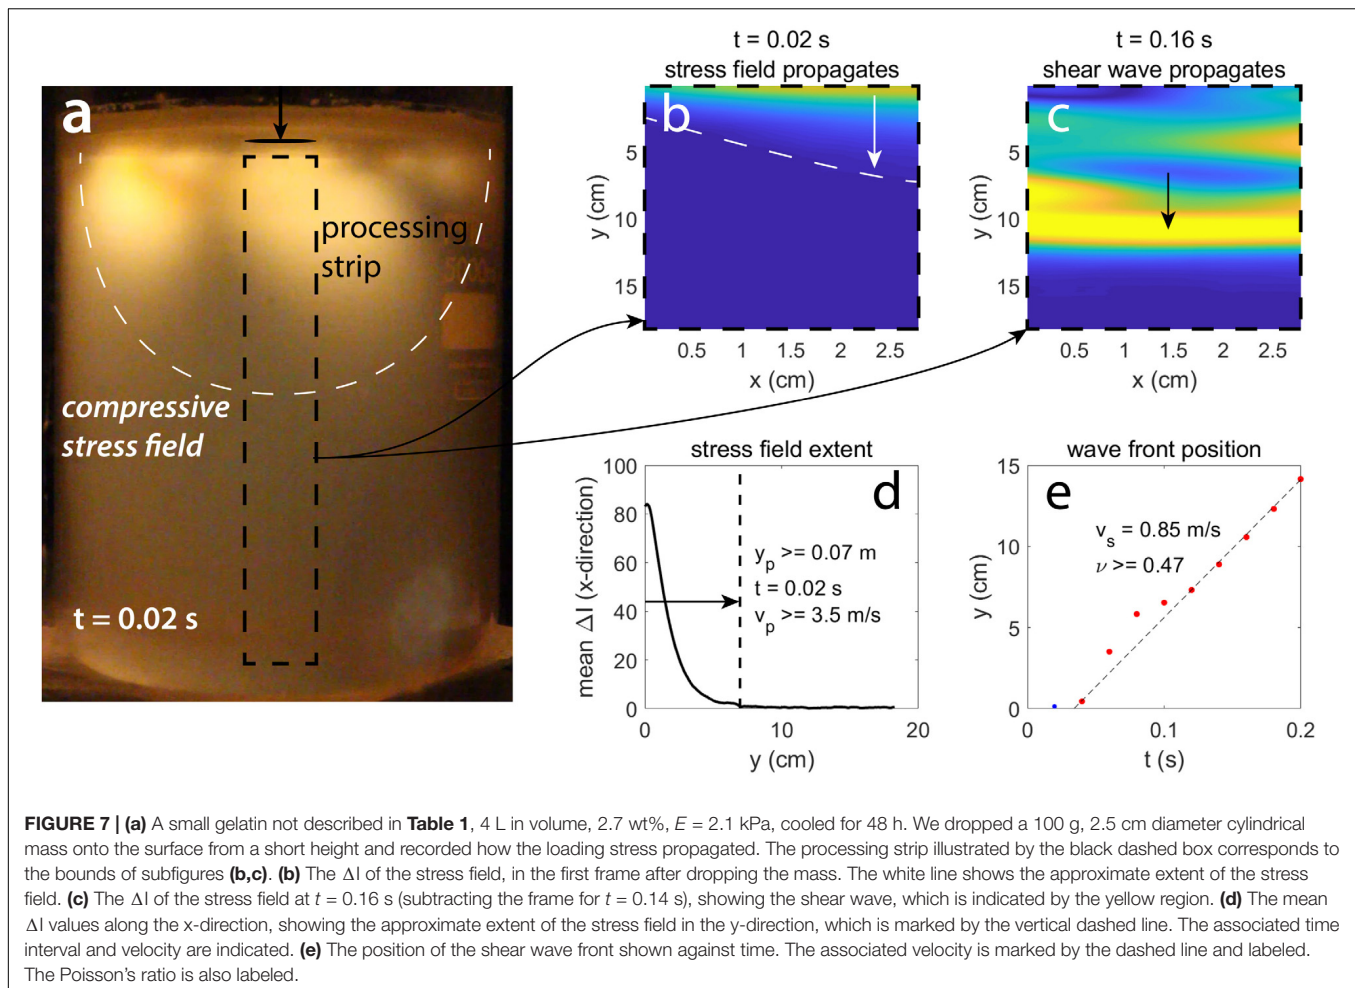 a
processing
strip
5000
compressive
stress field
t = 0.02 s
t = 0.02 s
stress field propagates
b
5
10
15
y (cm)
0.5 1 1.5 2 2.5
x (cm)
t = 0.16 s
shear wave propagates
c
5
10
15
y (cm)
0.5 1 1.5 2 2.5
x (cm)
stress field extent
d
100
80
60
40
20
0
mean ΔI (x-direction)
y_p >= 0.07 m
t = 0.02 s
v_p >= 3.5 m/s
0 10 20
y (cm)
wave front position
e
15
10
5
0
y (cm)
v_s = 0.85 m/s
ν >= 0.47
0 0.1 0.2
t (s)
FIGURE 7 | (a) A small gelatin not described in Table 1, 4 L in volume, 2.7 wt%, E = 2.1 kPa, cooled for 48 h. We dropped a 100 g, 2.5 cm diameter cylindrical
mass onto the surface from a short height and recorded how the loading stress propagated. The processing strip illustrated by the black dashed box corresponds to
the bounds of subfigures (b,c). (b) The ΔI of the stress field, in the first frame after dropping the mass. The white line shows the approximate extent of the stress
field. (c) The ΔI of the stress field at t = 0.16 s (subtracting the frame for t = 0.14 s), showing the shear wave, which is indicated by the yellow region. (d) The mean
ΔI values along the x-direction, showing the approximate extent of the stress field in the y-direction, which is marked by the vertical dashed line. The associated time
interval and velocity are indicated. (e) The position of the shear wave front shown against time. The associated velocity is marked by the dashed line and labeled.
The Poisson's ratio is also labeled.